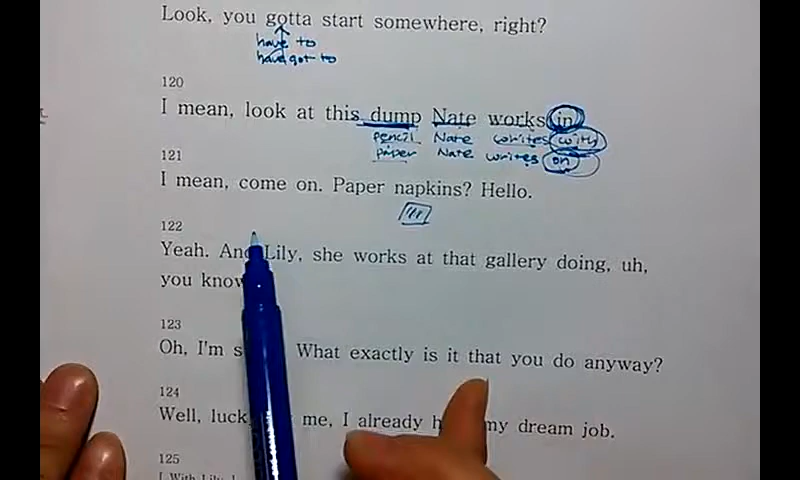 Look, you gotta start somewhere, right?
have to
have got to
120
I mean, look at this dump Nate works in
pencil Nate writes with
paper Nate writes on
121
I mean, come on. Paper napkins? Hello.
122
Yeah. And Lily, she works at that gallery doing, uh,
you know
123
Oh, I'm What exactly is it that you do anyway?
124
Well, me, I already my dream job.
125